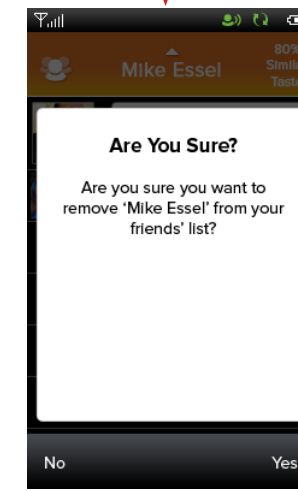 Mike Essel
80%
Simila
Taste
Are You Sure?
Are you sure you want to
remove ‘Mike Essel’ from your
friends’ list?
No
Yes